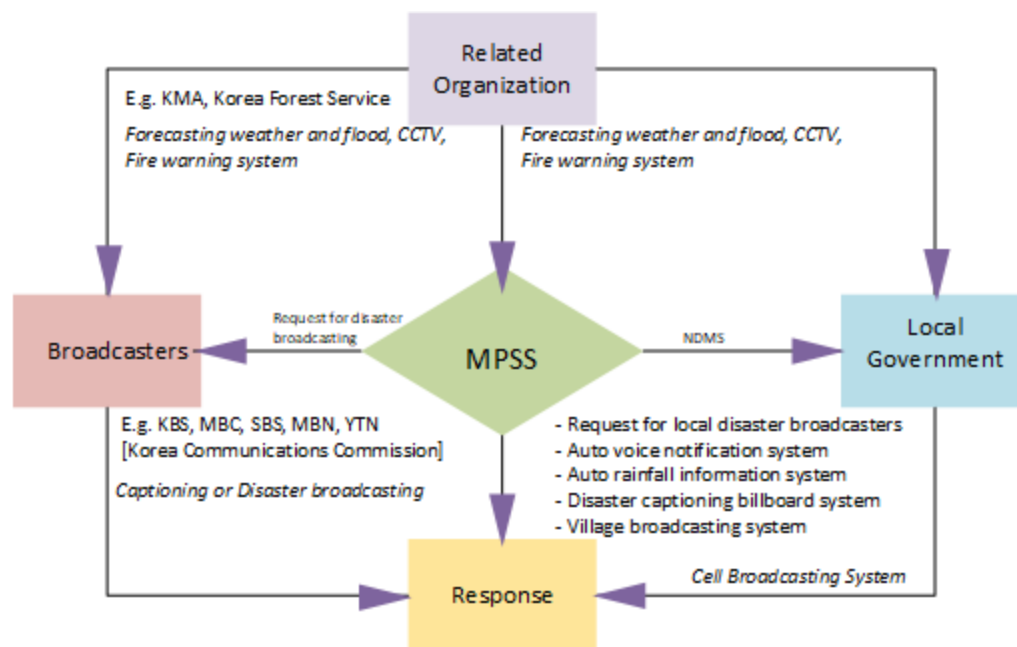 Related
Organization
E.g. KMA, Korea Forest Service
Forecasting weather and flood, CCTV,
Fire warning system
Forecasting weather and flood, CCTV,
Fire warning system
Broadcasters
Request for disaster
broadcasting
MPSS
NDMS
Local
Government
E.g. KBS, MBC, SBS, MBN, YTN
[Korea Communications Commission]
Captioning or Disaster broadcasting
- Request for local disaster broadcasters
- Auto voice notification system
- Auto rainfall information system
- Disaster captioning billboard system
- Village broadcasting system
Cell Broadcasting System
Response